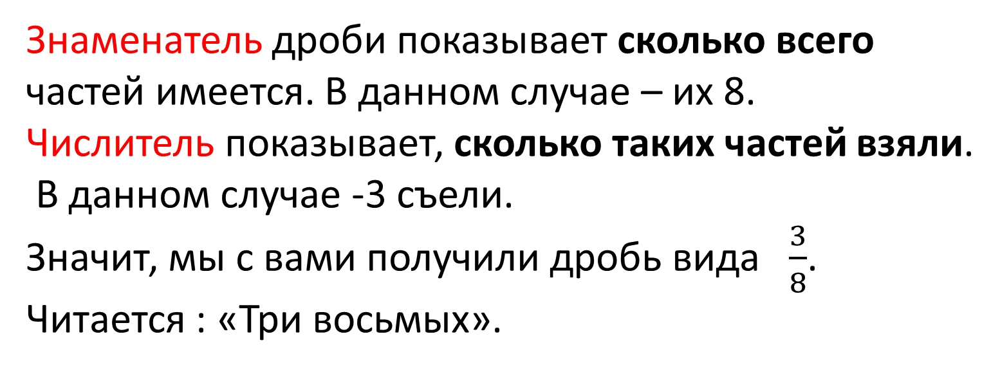 Знаменатель дроби показывает сколько всего
частей имеется. В данном случае – их 8.
Числитель показывает, сколько таких частей взяли.
В данном случае -3 съели.
Значит, мы с вами получили дробь вида 3/8.
Читается : «Три восьмых».